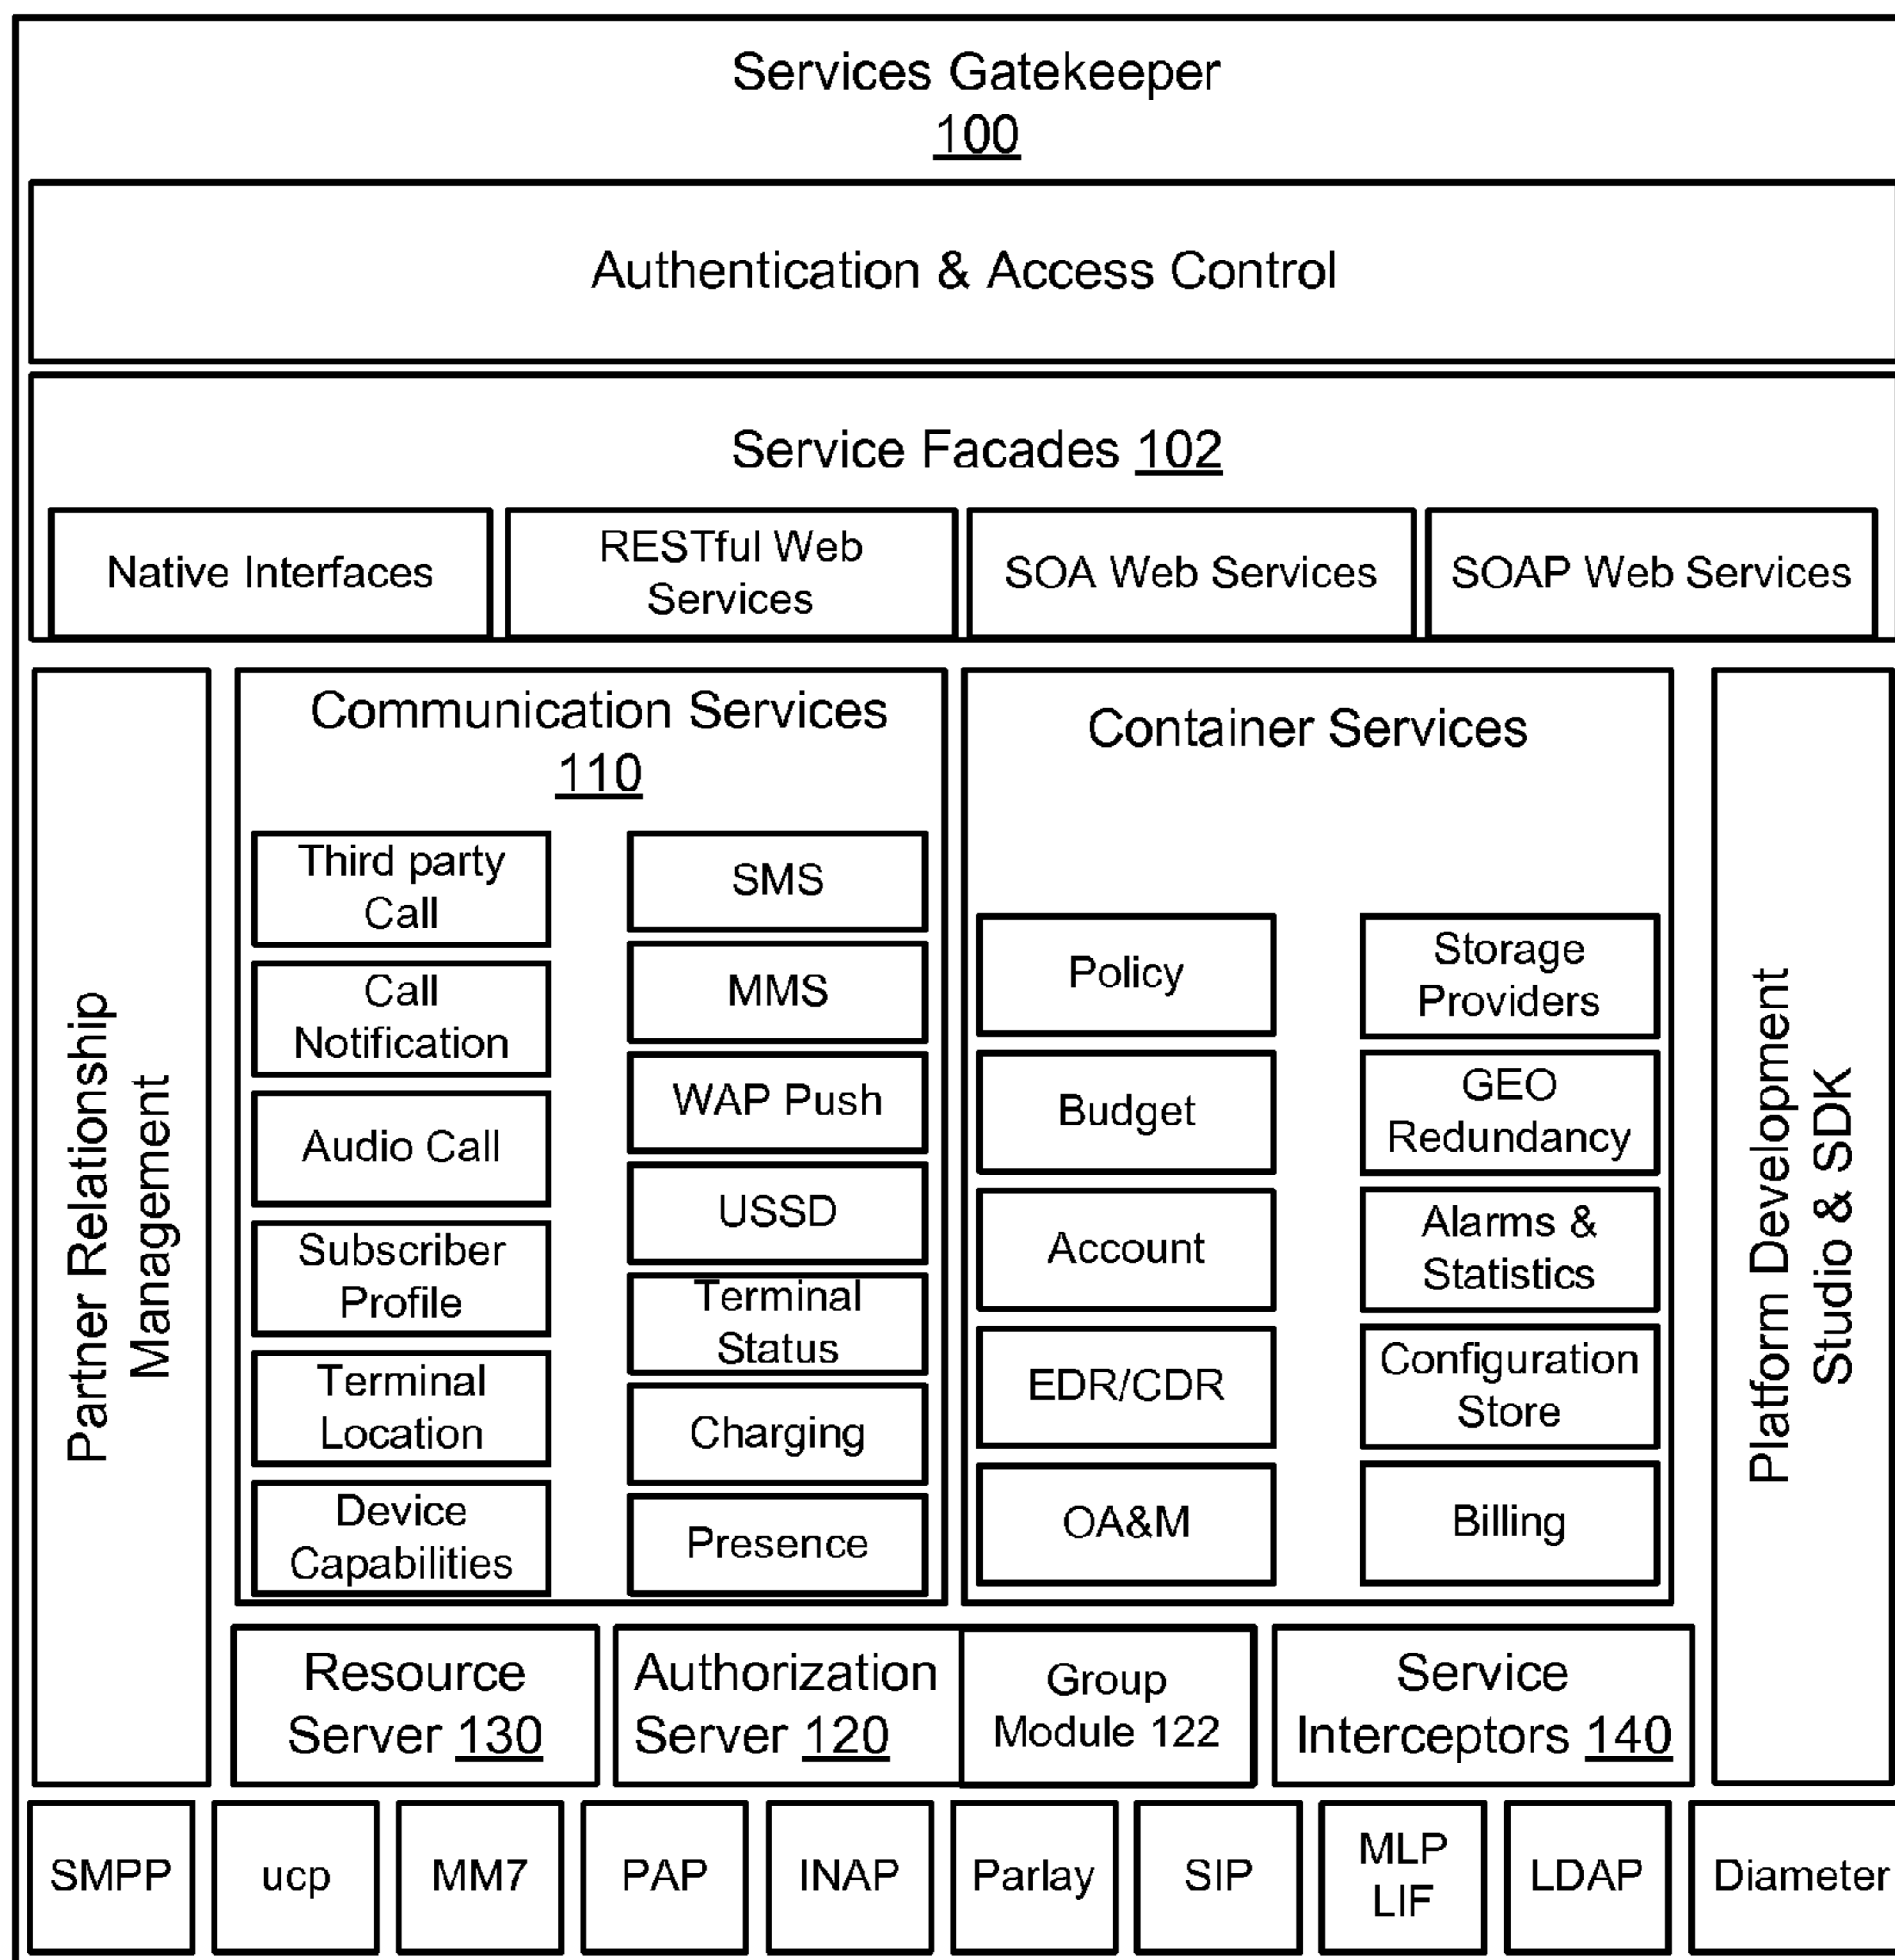 Services Gatekeeper
100
Authentication & Access Control
Service Facades 102
Native Interfaces
RESTful Web
Services
SOA Web Services
SOAP Web Services
Partner Relationship
Management
Communication Services
110
Third party
Call
Call
Notification
Audio Call
Subscriber
Profile
Terminal
Location
Device
Capabilities
SMS
MMS
WAP Push
USSD
Terminal
Status
Charging
Presence
Container Services
Policy
Budget
Account
EDR/CDR
OA&M
Storage
Providers
GEO
Redundancy
Alarms &
Statistics
Configuration
Store
Billing
Platform Development
Studio & SDK
Resource
Server 130
Authorization
Server 120
Group
Module 122
Service
Interceptors 140
SMPP
ucp
MM7
PAP
INAP
Parlay
SIP
MLP
LIF
LDAP
Diameter